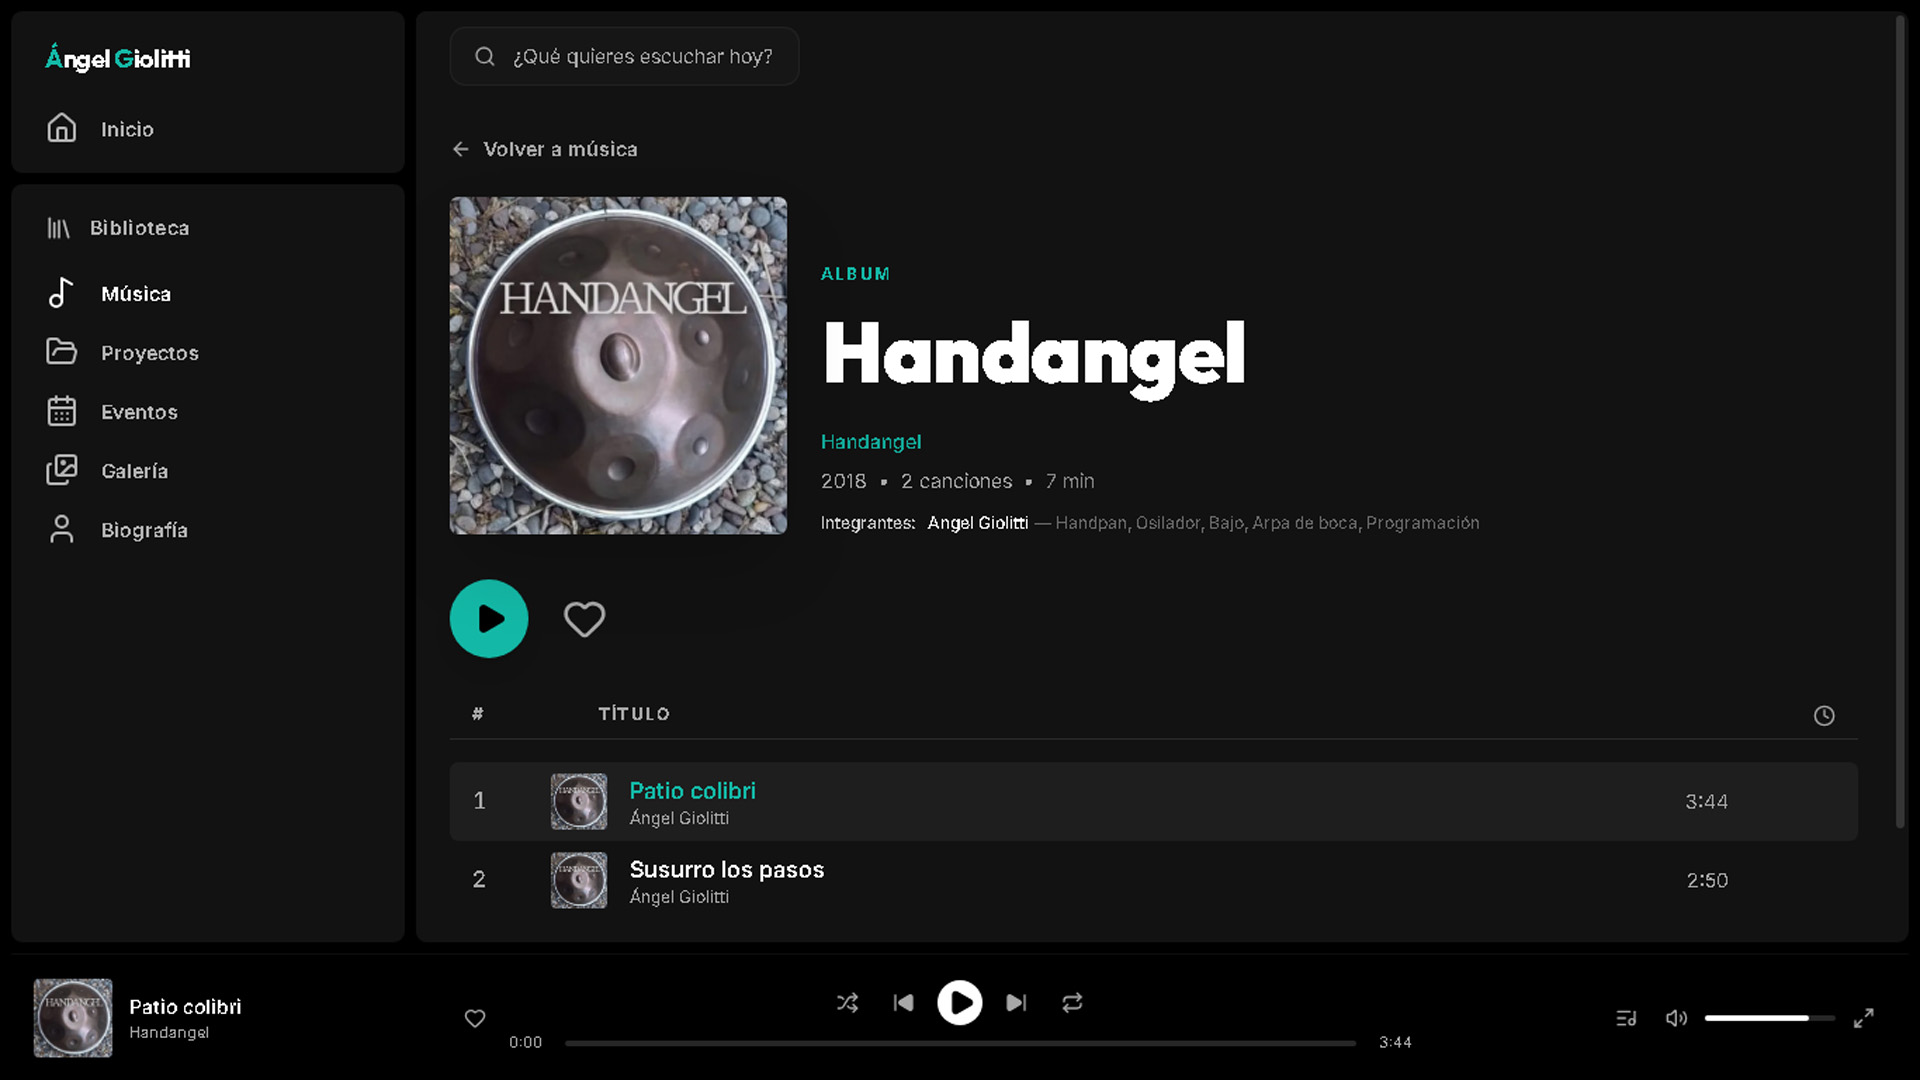 Ángel Giolitti
Inicio
Biblioteca
Música
Proyectos
Eventos
Galería
Biografía
¿Qué quieres escuchar hoy?
Volver a música
HANDANGEL
ALBUM
Handangel
Handangel
2018 • 2 canciones • 7 min
Integrantes: Angel Giolitti — Handpan, Osilador, Bajo, Arpa de boca, Programación
# TÍTULO
1 HANDANGEL Patio colibri 3:44
Ángel Giolitti
2 HANDANGEL Susurro los pasos 2:50
Ángel Giolitti
HANDANGEL
Patio colibri
Handangel
0:00 3:44